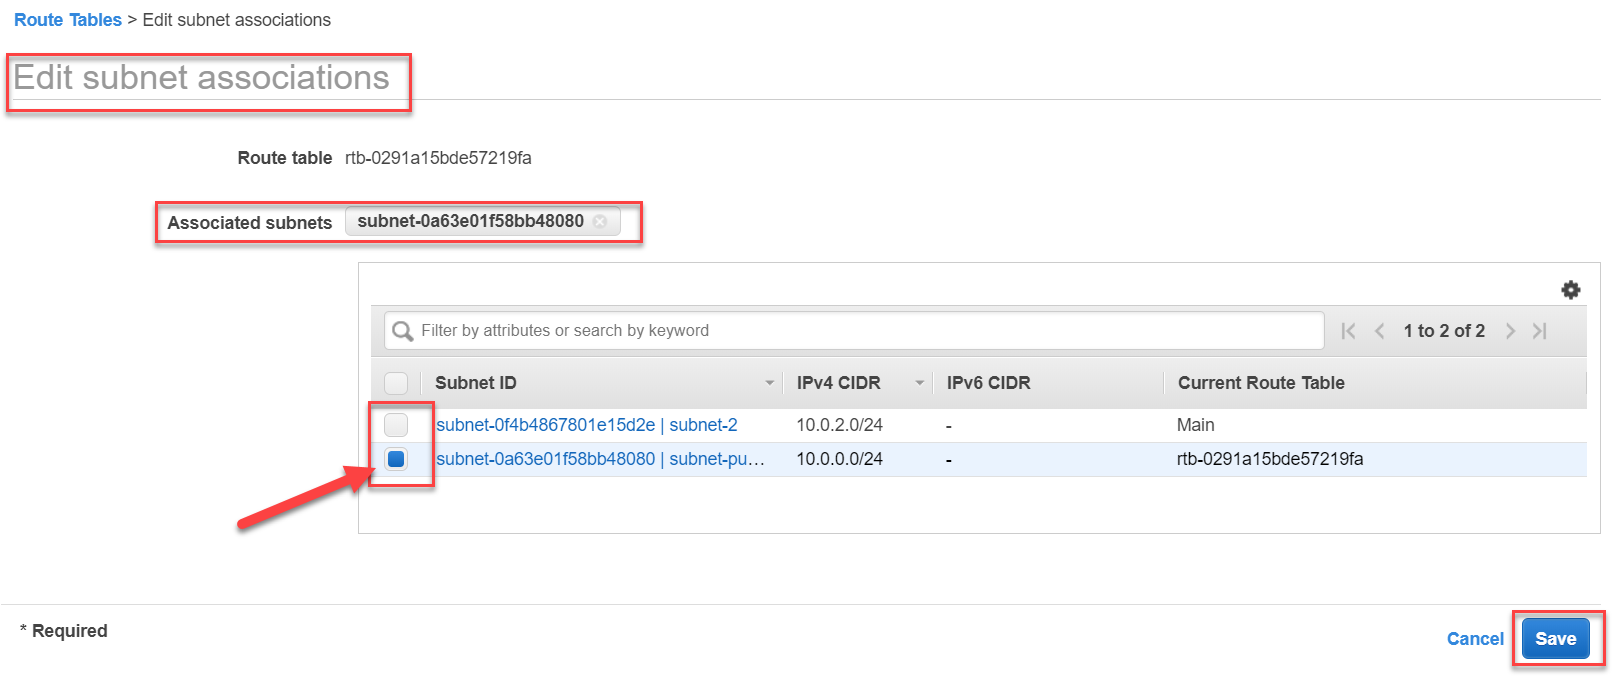 Route Tables > Edit subnet associations
Edit subnet associations
Route table rtb-0291a15bde57219fa
Associated subnets subnet-0a63e01f58bb48080
Filter by attributes or search by keyword 1 to 2 of 2
Subnet ID IPv4 CIDR IPv6 CIDR Current Route Table
subnet-0f4b4867801e15d2e | subnet-2 10.0.2.0/24 - Main
subnet-0a63e01f58bb48080 | subnet-pu... 10.0.0.0/24 - rtb-0291a15bde57219fa
* Required
Cancel Save